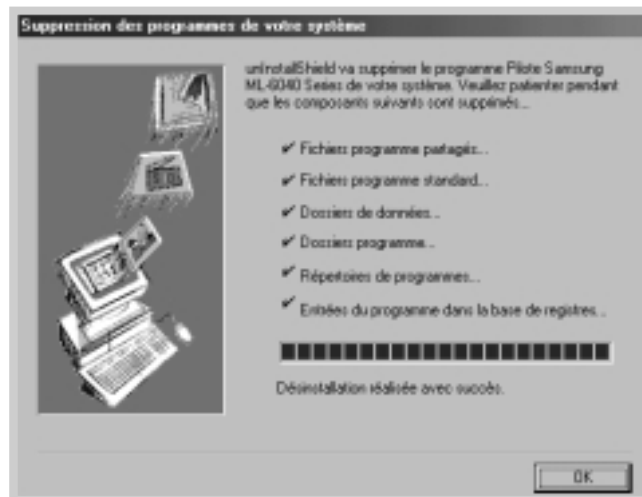 Suppression des programmes de votre système
unInstallShield va supprimer le programme Pilote Samsung
ML-6040 Series de votre système. Veuillez patienter pendant
que les composants suivants sont supprimés...
Fichiers programme partagés...
Fichiers programme standard...
Dossiers de données...
Dossiers programme...
Répertoires de programmes...
Entrées du programme dans la base de registres...
Désinstallation réalisée avec succès.
OK